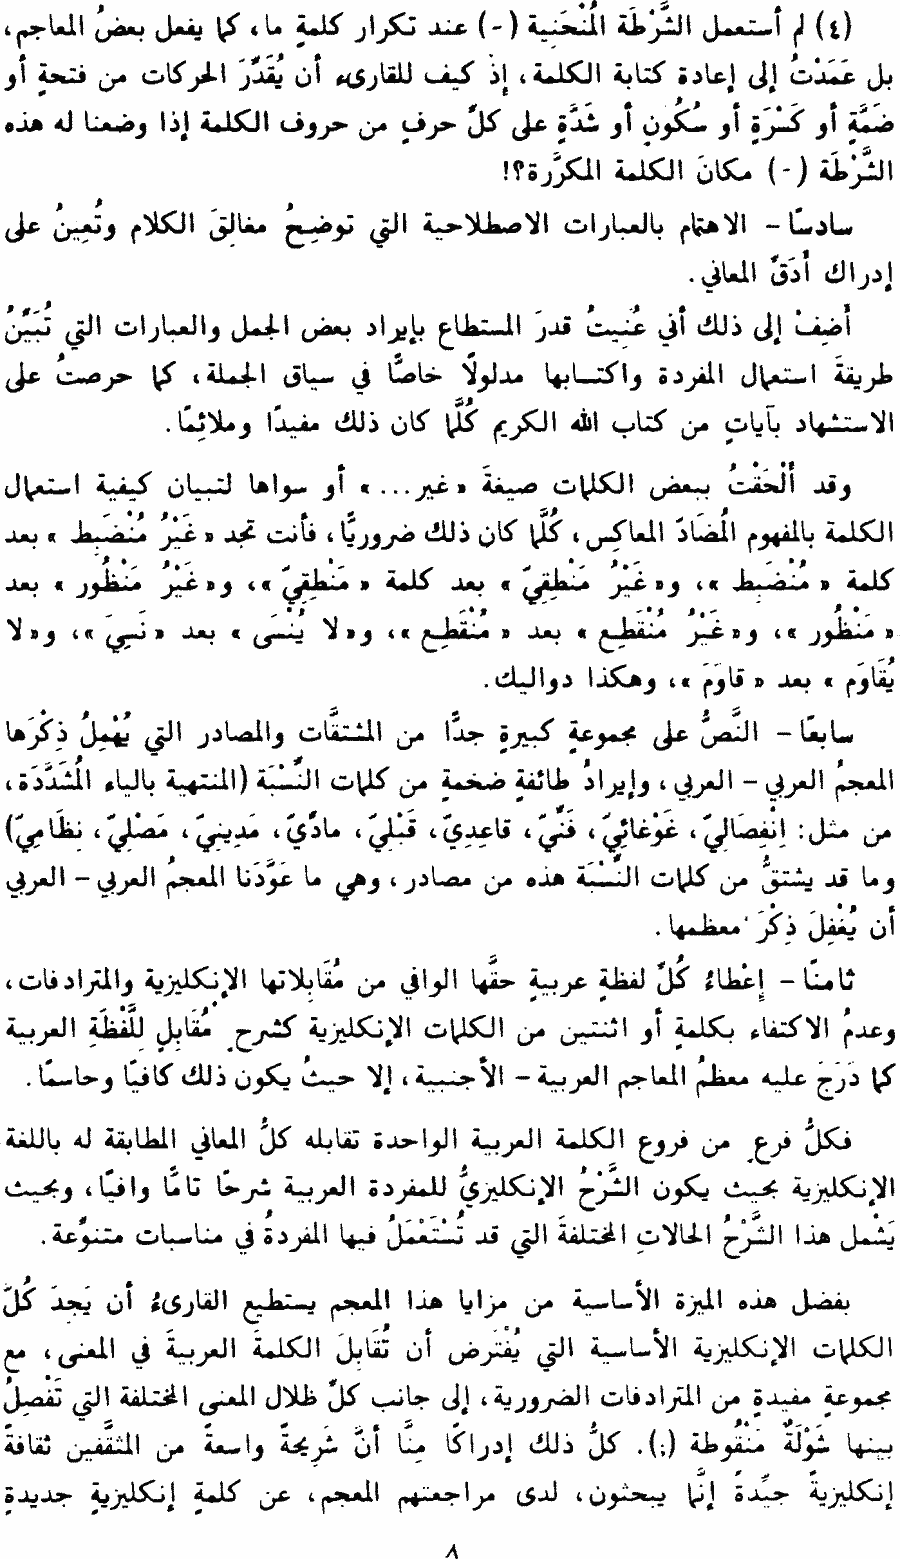 (٤) لم أستعمل الشَّرْطَة المُنْحَنِية (-) عند تكرار كلمةٍ ما، كما يفعل بعضُ المعاجم،
بل عَمَدْتُ إلى إعادة كتابة الكلمة، إذْ كيف للقارىء أن يُقَدِّرَ الحركات من فتحةٍ أو
ضَمَّةٍ أو كَسْرَةٍ أو سُكُونٍ أو شَدَّةٍ على كلِّ حرفٍ من حروف الكلمة إذا وضعنا له هذه
الشَّرْطَة (-) مكانَ الكلمة المكرَّرة؟!
سادسًا – الاهتمام بالعبارات الاصطلاحية التي توضِحُ مغالِقَ الكلام وتُعِينُ على
إدراك أَدَقِّ المعاني.
أَضِفْ إلى ذلك أني عُنِيتُ قدرَ المستطاع بإيراد بعض الجمل والعبارات التي تُبَيِّنُ
طريقةَ استعمال المفردة واكتسابها مدلولًا خاصًّا في سياق الجملة، كما حرصتُ على
الاستشهاد بآياتٍ من كتاب الله الكريم كُلَّما كان ذلك مفيدًا وملائِمًا.
وقد أَلْحَقْتُ ببعض الكلمات صيغةَ «غير...» أو سواها لتبيان كيفية استعمال
الكلمة بالمفهوم المُضَادّ المعاكِس، كُلَّما كان ذلك ضروريًّا، فأنت تجد «غَيْرُ مُنْضَبِط» بعد
كلمة «مُنْضَبِط»، و«غَيْرُ مَنْطِقِيّ» بعد كلمة «مَنْطِقِيّ»، و«غَيْرُ مَنْظُور» بعد
«مَنْظُور»، و«غَيْرُ مُنْقَطِع» بعد «مُنْقَطِع»، و«لا يُنْسَى» بعد «نَسِيَ»، و«لا
يُقَاوَم» بعد «قاوَمَ»، وهكذا دواليك.
سابعًا – النَّصُّ على مجموعةٍ كبيرةٍ جدًّا من المشتقَّات والمصادر التي يُهْمِلُ ذِكْرَها
المعجمُ العربي – العربي، وإيرادُ طائفةٍ ضخمةٍ من كلمات النِّسْبَة (المنتهية بالياء المُشَدَّدَة،
من مثل: اِنْفِصَاليّ، غَوْغائِيّ، فَنِّيّ، قاعِدِيّ، قَبْلِيّ، مادِّيّ، مَدِينِيّ، مَصْلِيّ، نِظَامِيّ)
وما قد يشتقُّ من كلمات النِّسْبَة هذه من مصادر، وهي ما عَوَّدَنا المعجمُ العربي – العربي
أن يُغْفِلَ ذِكْرَ معظمها.
ثامنًا – إعْطاءُ كُلِّ لفظةٍ عربيةٍ حقَّها الوافي من مُقَابِلاتها الإنكليزية والمترادفات،
وعدمُ الاكتفاء بكلمةٍ أو اثنتين من الكلمات الإنكليزية كشرحٍ مُقَابِلٍ لِلَّفْظَةِ العربية
كما دَرَجَ عليه معظمُ المعاجم العربية – الأجنبية، إلا حيثُ يكون ذلك كافيًا وحاسمًا.
فكلُّ فرعٍ من فروع الكلمة العربية الواحدة تقابله كلُّ المعاني المطابقة له باللغة
الإنكليزية بحيث يكون الشَّرْحُ الإنكليزيُّ للمفردة العربية شرحًا تامًّا وافيًا، وبحيث
يَشْمل هذا الشَّرْحُ الحالاتِ المختلفةَ التي قد تُسْتَعْمَلُ فيها المفردةُ في مناسبات متنوِّعة.
بفضل هذه الميزة الأساسية من مزايا هذا المعجم يستطيع القارىءُ أن يَجِدَ كُلَّ
الكلمات الإنكليزية الأساسية التي يُفْتَرض أن تُقَابِلَ الكلمةَ العربيةَ في المعنى، مع
مجموعةٍ مفيدةٍ من المترادفات الضرورية، إلى جانب كلِّ ظلال المعنى المختلفة التي تَفْصِلُ
بينها شَوْلَةٌ مَنْقُوطة (؛). كلُّ ذلك إدراكًا مِنَّا أنَّ شَرِيحةً واسعةً من المثقَّفين ثقافةً
إنكليزيةً جيِّدةً إنَّما يبحثون، لدى مراجعتهم المعجم، عن كلمةٍ إنكليزيةٍ جديدةٍ
٨